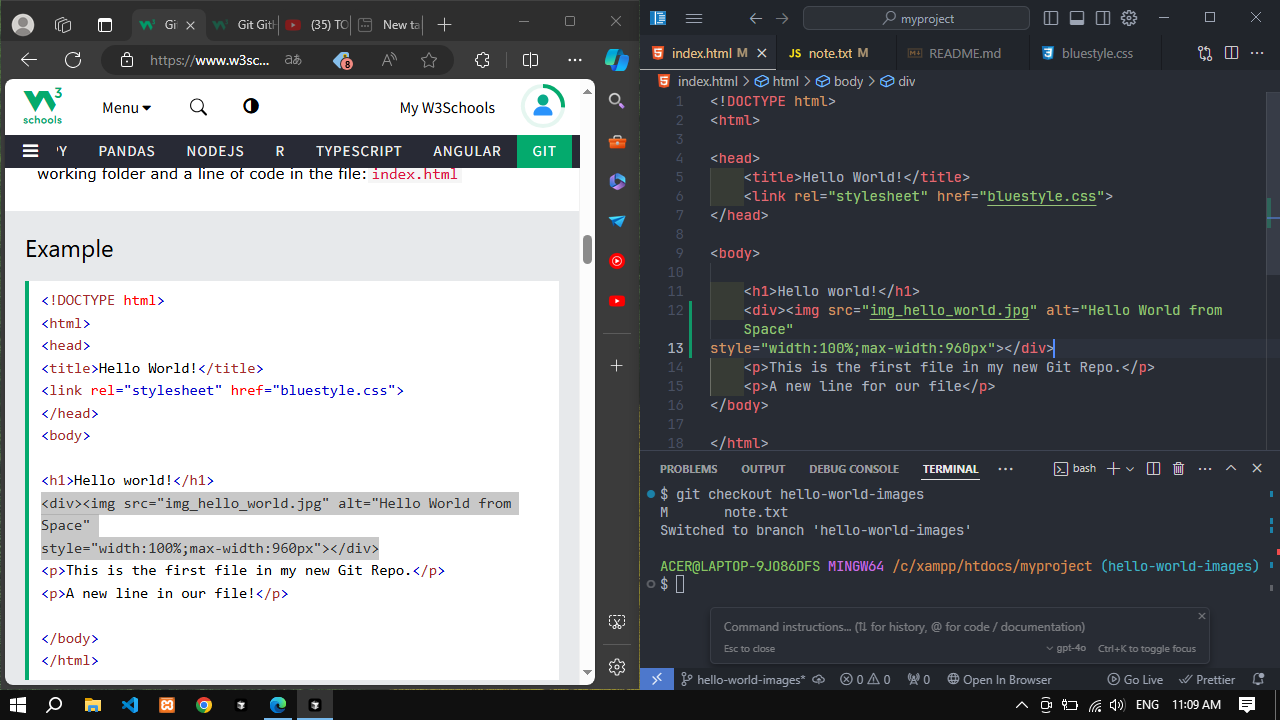 Git
Git GitH
(35) TO
New ta
https://www.w3sc...
8
3
schools
Menu
My W3Schools
PY PANDAS NODEJS R TYPESCRIPT ANGULAR GIT
working folder and a line of code in the file: index.html
Example
<!DOCTYPE html>
<html>
<head>
<title>Hello World!</title>
<link rel="stylesheet" href="bluestyle.css">
</head>
<body>
<h1>Hello world!</h1>
<div><img src="img_hello_world.jpg" alt="Hello World from
Space"
style="width:100%;max-width:960px"></div>
<p>This is the first file in my new Git Repo.</p>
<p>A new line in our file!</p>
</body>
</html>
myproject
index.html M
JS note.txt M
README.md
bluestyle.css
index.html > html > body > div
1 <!DOCTYPE html>
2 <html>
3
4 <head>
5 <title>Hello World!</title>
6 <link rel="stylesheet" href="bluestyle.css">
7 </head>
8
9 <body>
10
11 <h1>Hello world!</h1>
12 <div><img src="img_hello_world.jpg" alt="Hello World from
Space"
13 style="width:100%;max-width:960px"></div>
14 <p>This is the first file in my new Git Repo.</p>
15 <p>A new line for our file</p>
16 </body>
17
18 </html>
PROBLEMS OUTPUT DEBUG CONSOLE TERMINAL ... bash
$ git checkout hello-world-images
M note.txt
Switched to branch 'hello-world-images'
ACER@LAPTOP-9JO86DFS MINGW64 /c/xampp/htdocs/myproject (hello-world-images)
$
Command instructions... (⇅ for history, @ for code / documentation)
Esc to close gpt-4o Ctrl+K to toggle focus
hello-world-images* 0 0 0 Open In Browser Go Live Prettier
ENG 11:09 AM